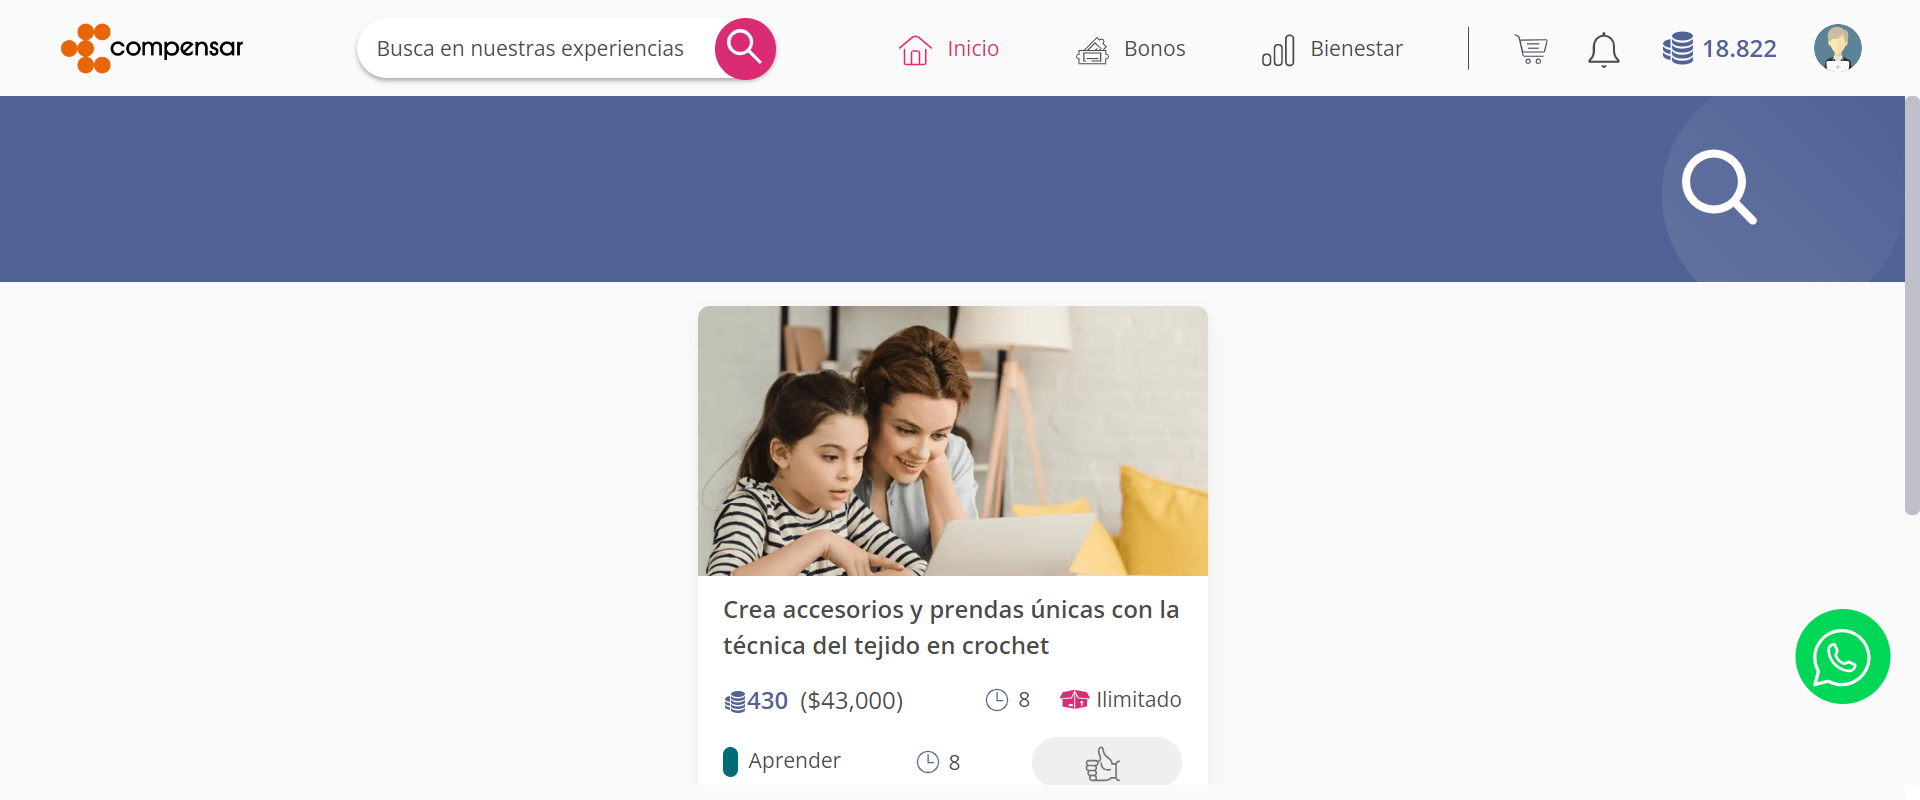 compensar
Busca en nuestras experiencias
Inicio
Bonos
Bienestar
18.822
Crea accesorios y prendas únicas con la
técnica del tejido en crochet
430 ($43,000)
8
Ilimitado
Aprender
8